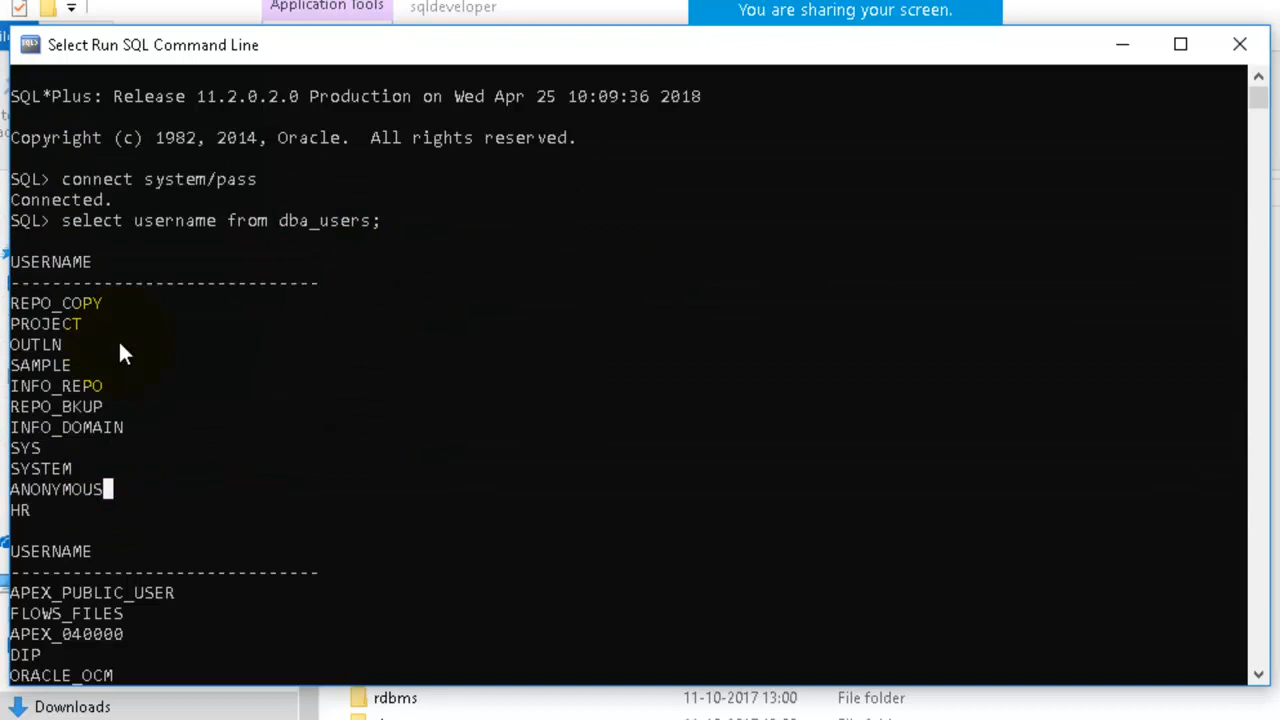 Application Tools
sqldeveloper
You are sharing your screen.
Select Run SQL Command Line
SQL*Plus: Release 11.2.0.2.0 Production on Wed Apr 25 10:09:36 2018
Copyright (c) 1982, 2014, Oracle.  All rights reserved.
SQL> connect system/pass
Connected.
SQL> select username from dba_users;
USERNAME
------------------------------
REPO_COPY
PROJECT
OUTLN
SAMPLE
INFO_REPO
REPO_BKUP
INFO_DOMAIN
SYS
SYSTEM
ANONYMOUS
HR
USERNAME
------------------------------
APEX_PUBLIC_USER
FLOWS_FILES
APEX_040000
DIP
ORACLE_OCM
Downloads
rdbms 11-10-2017 13:00 File folder